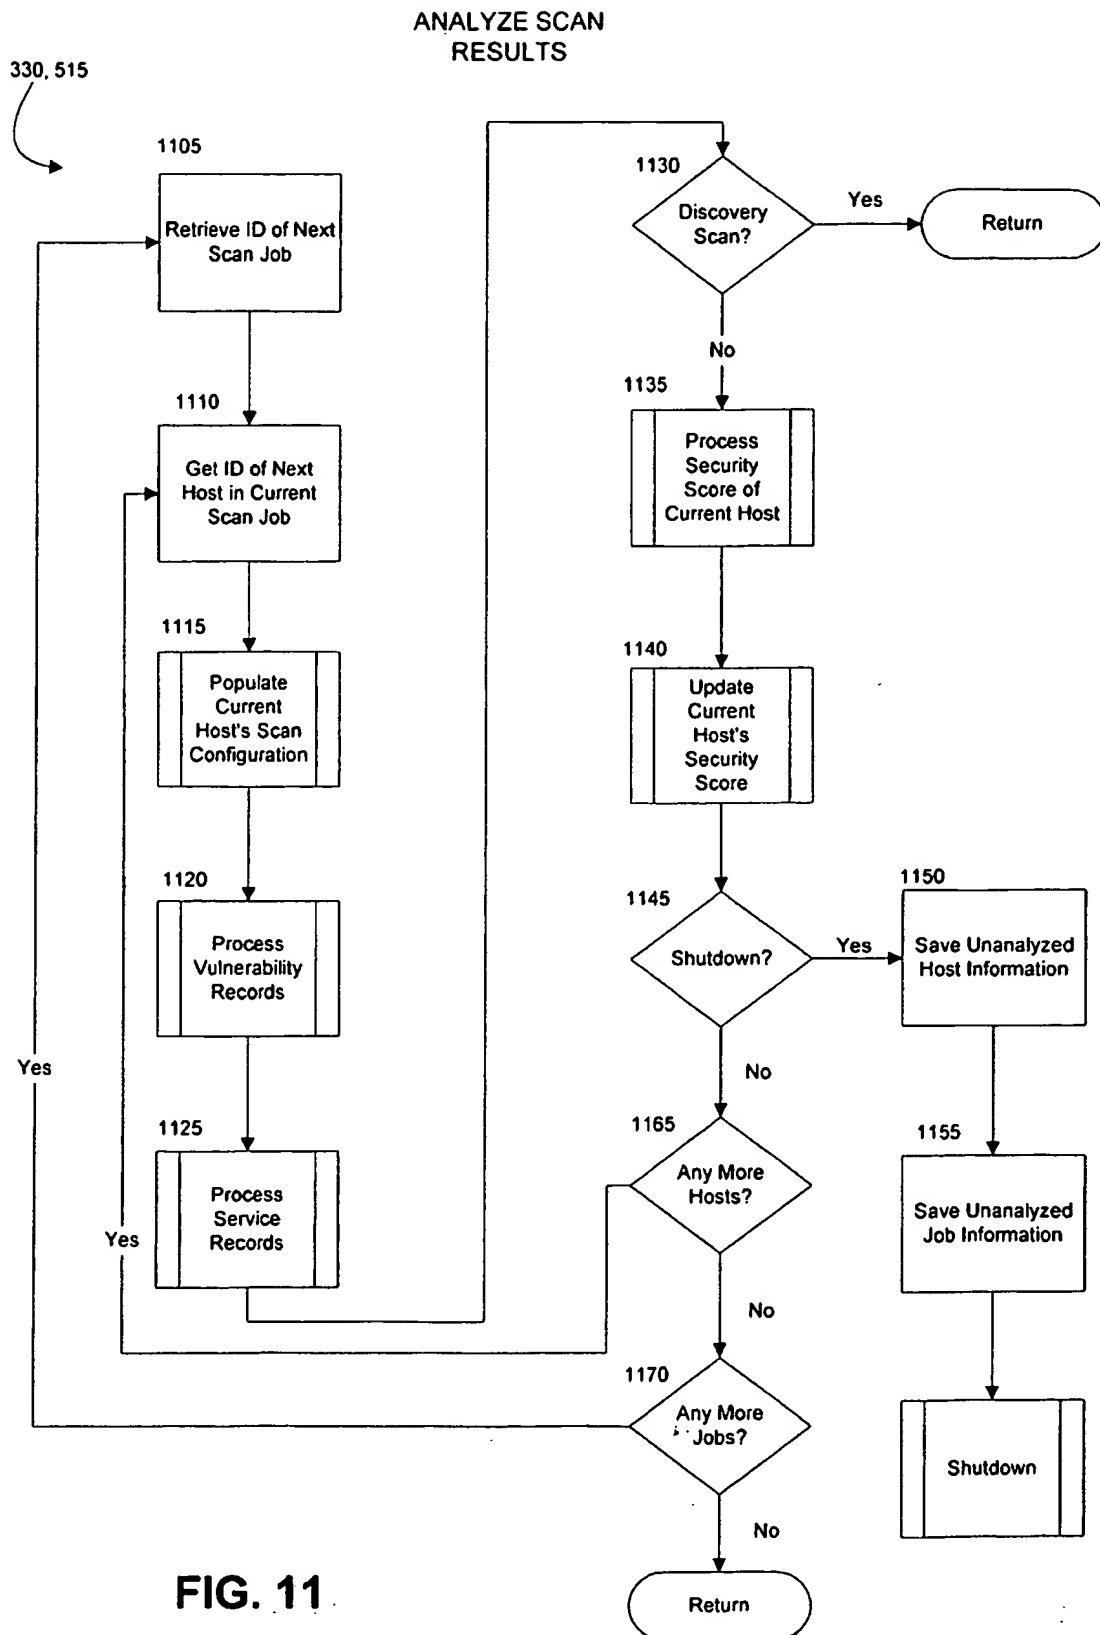 ANALYZE SCAN
RESULTS
330, 515
1105
Retrieve ID of Next
Scan Job
1110
Get ID of Next
Host in Current
Scan Job
1115
Populate
Current
Host's Scan
Configuration
1120
Process
Vulnerability
Records
Yes
1125
Process
Service
Records
Yes
1130
Discovery
Scan?
Yes
Return
No
1135
Process
Security
Score of
Current Host
1140
Update
Current
Host's
Security
Score
1145
Shutdown?
Yes
1150
Save Unanalyzed
Host Information
No
1155
Save Unanalyzed
Job Information
1165
Any More
Hosts?
No
Shutdown
1170
Any More
Jobs?
No
Return
FIG. 11